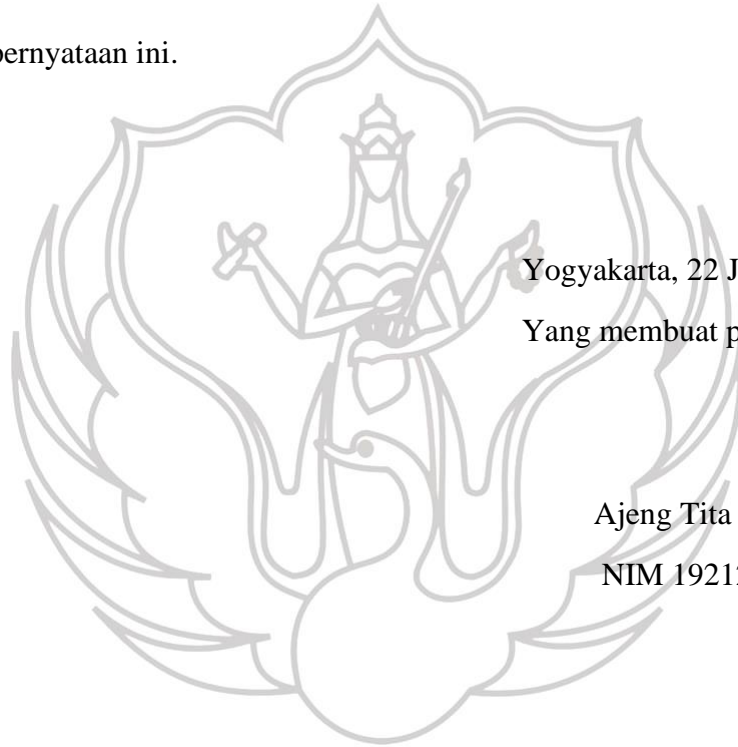 pernyataan ini.
Yogyakarta, 22 J
Yang membuat p
Ajeng Tita
NIM 1921